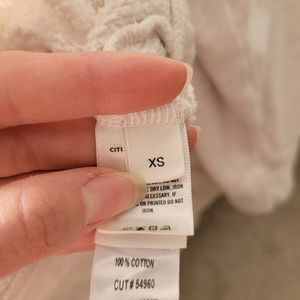 CITI
XS
DRY LOW, IRON
NECESSARY. IF
ON PRINTED DO NOT
IRON.
100% COTTON
CUT# 54960